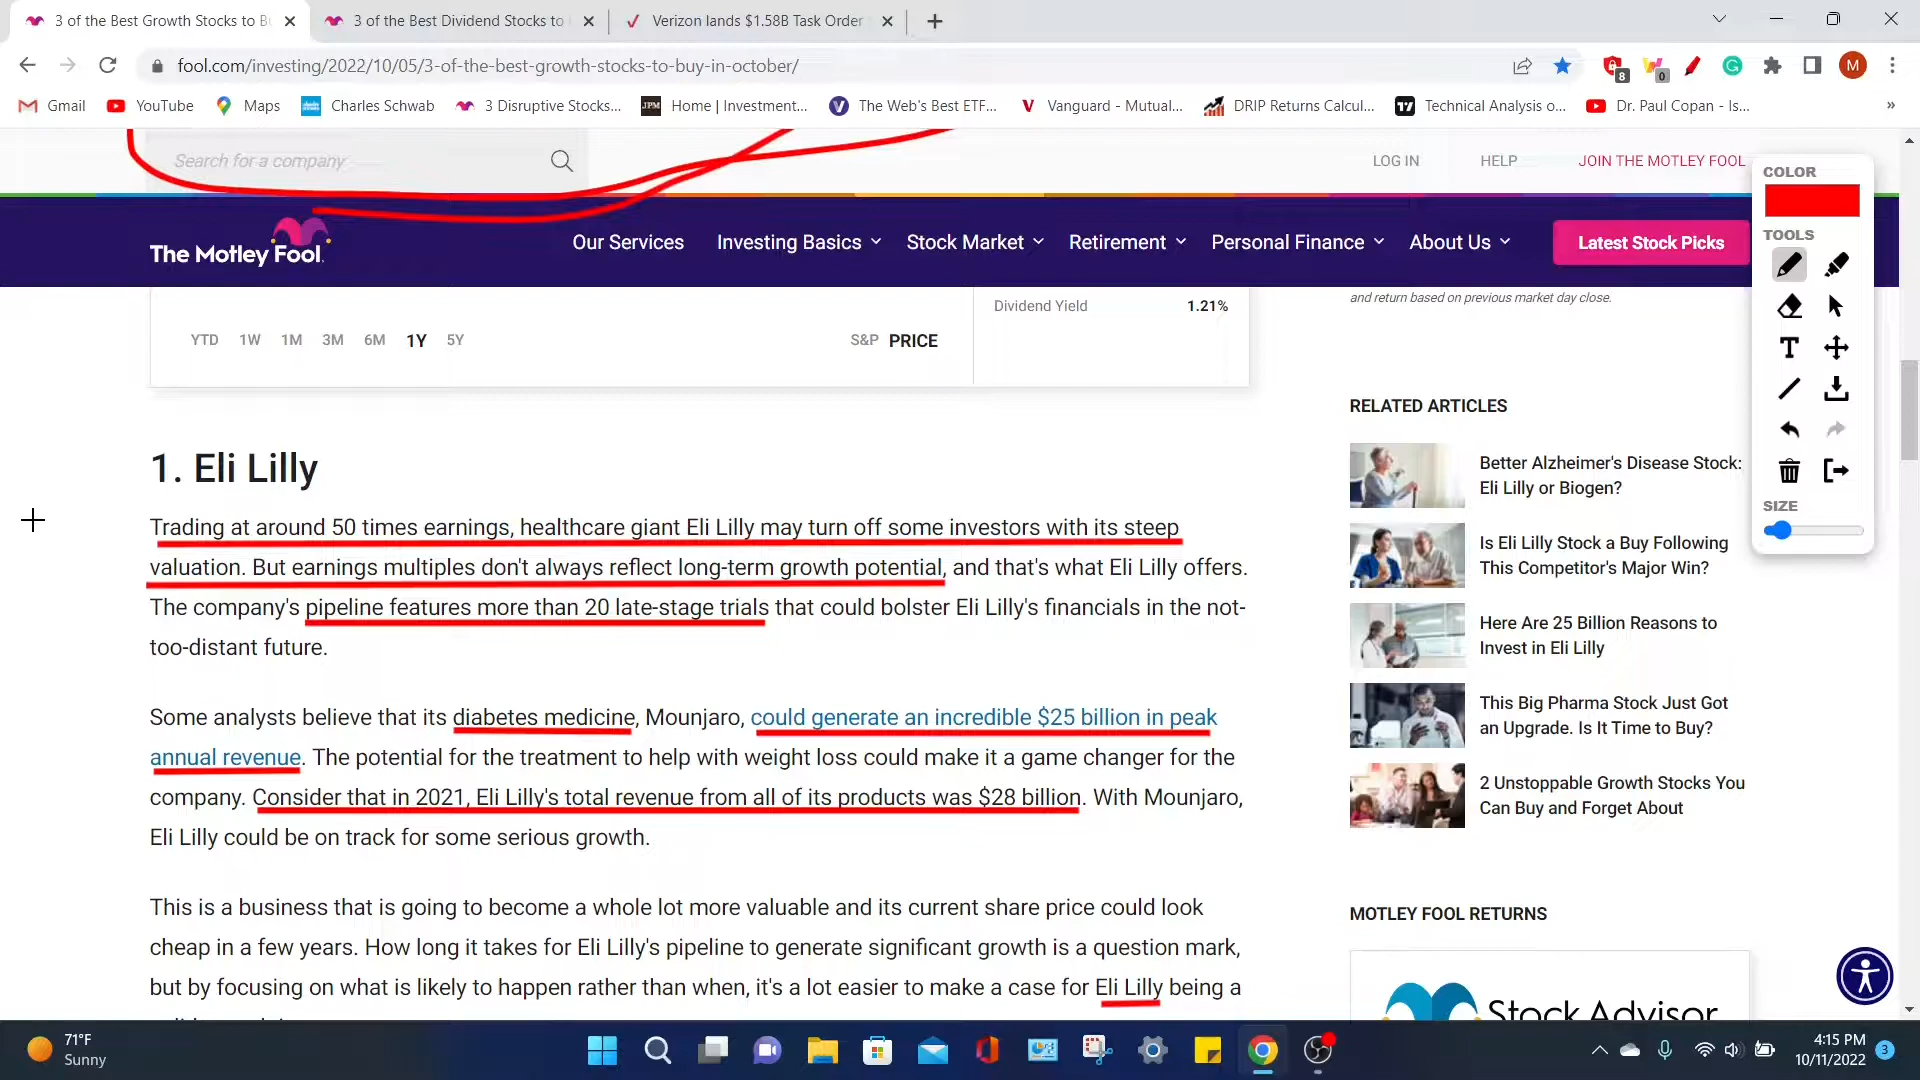 3 of the Best Growth Stocks to B
3 of the Best Dividend Stocks to
Verizon lands $1.58B Task Order
fool.com/investing/2022/10/05/3-of-the-best-growth-stocks-to-buy-in-october/
8
0
G
M
Gmail
YouTube
Maps
Charles Schwab
3 Disruptive Stocks...
JPM
Home | Investment...
The Web's Best ETF...
Vanguard - Mutual...
DRIP Returns Calcul...
Technical Analysis o...
Dr. Paul Copan - Is...
»
Search for a company
LOG IN
HELP
JOIN THE MOTLEY FOOL
The Motley Fool.
Our Services
Investing Basics
Stock Market
Retirement
Personal Finance
About Us
Latest Stock Picks
COLOR
TOOLS
SIZE
Dividend Yield 1.21%
and return based on previous market day close.
YTD 1W 1M 3M 6M 1Y 5Y
S&P PRICE
1. Eli Lilly
Trading at around 50 times earnings, healthcare giant Eli Lilly may turn off some investors with its steep
valuation. But earnings multiples don't always reflect long-term growth potential, and that's what Eli Lilly offers.
The company's pipeline features more than 20 late-stage trials that could bolster Eli Lilly's financials in the not-
too-distant future.
Some analysts believe that its diabetes medicine, Mounjaro, could generate an incredible $25 billion in peak
annual revenue. The potential for the treatment to help with weight loss could make it a game changer for the
company. Consider that in 2021, Eli Lilly's total revenue from all of its products was $28 billion. With Mounjaro,
Eli Lilly could be on track for some serious growth.
This is a business that is going to become a whole lot more valuable and its current share price could look
cheap in a few years. How long it takes for Eli Lilly's pipeline to generate significant growth is a question mark,
but by focusing on what is likely to happen rather than when, it's a lot easier to make a case for Eli Lilly being a
RELATED ARTICLES
Better Alzheimer's Disease Stock:
Eli Lilly or Biogen?
Is Eli Lilly Stock a Buy Following
This Competitor's Major Win?
Here Are 25 Billion Reasons to
Invest in Eli Lilly
This Big Pharma Stock Just Got
an Upgrade. Is It Time to Buy?
2 Unstoppable Growth Stocks You
Can Buy and Forget About
MOTLEY FOOL RETURNS
Stock Advisor
71°F
Sunny
4:15 PM
10/11/2022
3